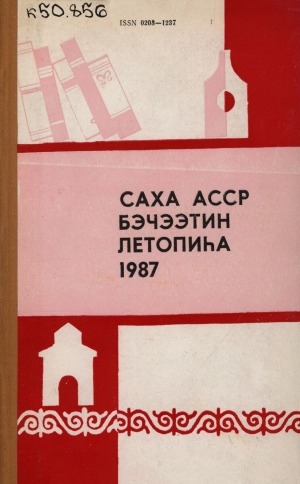 к50.856
ISSN 0208—1237
САХА АССР
БЭЧЭЭТИН
ЛЕТОПИҺА
1987